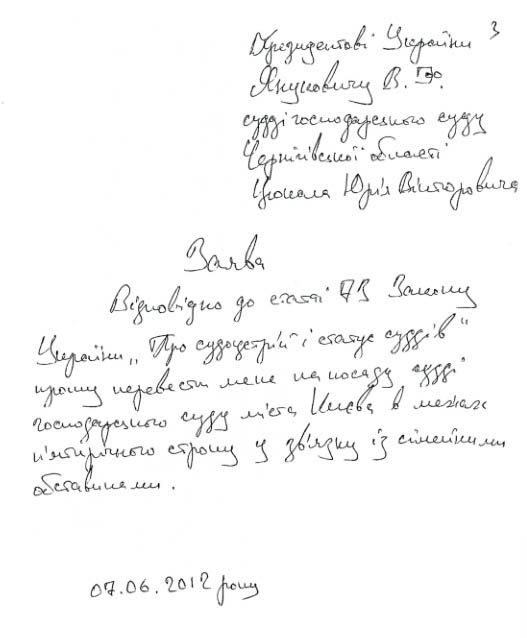 3
Президентові України
Януковичу В. Ф.
судді господарського суду
Чернігівської області
Юрія Вікторовича
Заява
Відповідно до статті 73 Закону
України „Про судоустрій і статус суддів"
прошу перевести мене на посаду судді
господарського суду міста Києва в межах
п'ятирічного строку у зв'язку із сімейними
обставинами.
07.06.2012 року